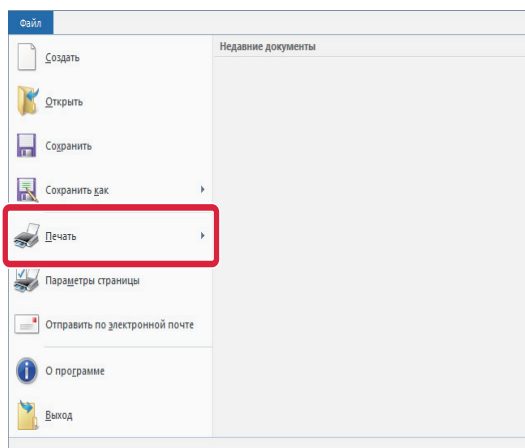 Файл
Недавние документы
Создать
Открыть
Сохранить
Сохранить как
Печать
Параметры страницы
Отправить по электронной почте
О программе
Выход